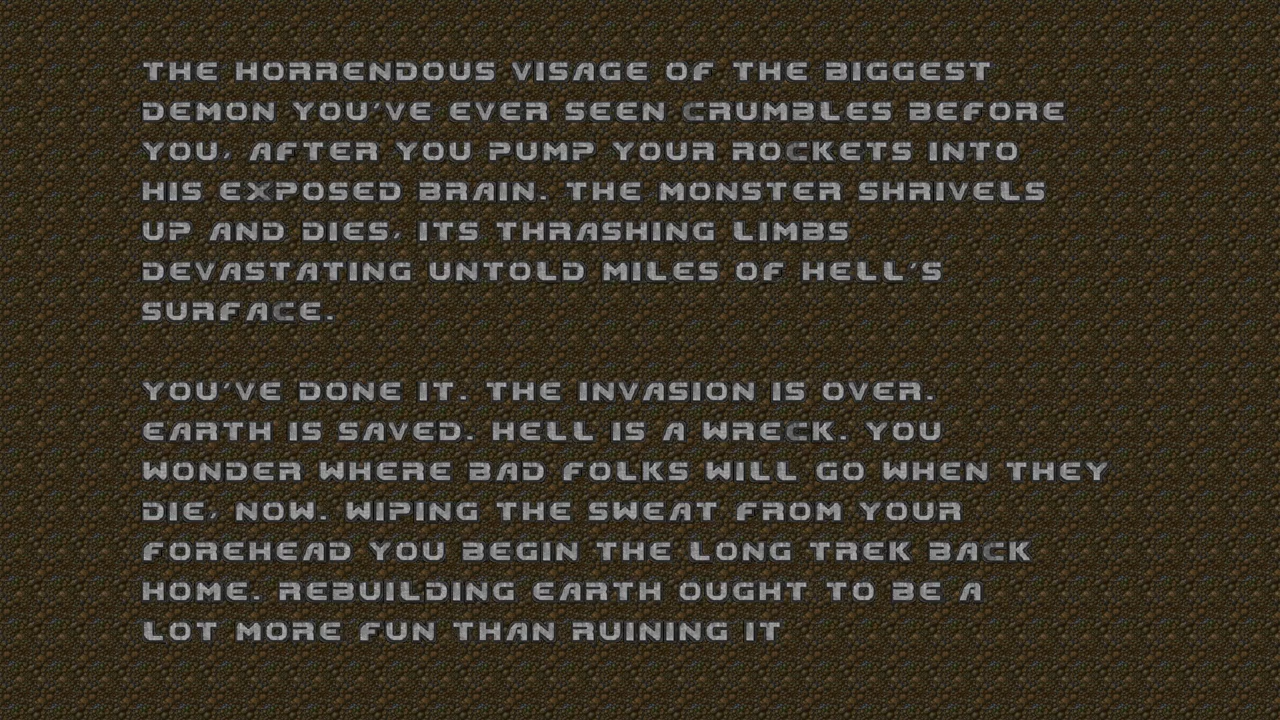 THE HORRENDOUS VISAGE OF THE BIGGEST
DEMON YOU'VE EVER SEEN CRUMBLES BEFORE
YOU, AFTER YOU PUMP YOUR ROCKETS INTO
HIS EXPOSED BRAIN. THE MONSTER SHRIVELS
UP AND DIES, ITS THRASHING LIMBS
DEVASTATING UNTOLD MILES OF HELL'S
SURFACE.
YOU'VE DONE IT. THE INVASION IS OVER.
EARTH IS SAVED. HELL IS A WRECK. YOU
WONDER WHERE BAD FOLKS WILL GO WHEN THEY
DIE, NOW. WIPING THE SWEAT FROM YOUR
FOREHEAD YOU BEGIN THE LONG TREK BACK
HOME. REBUILDING EARTH OUGHT TO BE A
LOT MORE FUN THAN RUINING IT